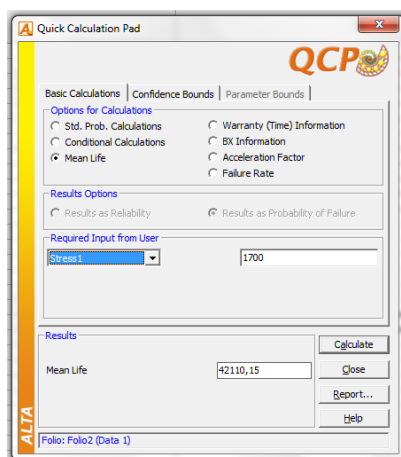 Quick Calculation Pad
QCP
Basic Calculations Confidence Bounds Parameter Bounds
Options for Calculations
Std. Prob. Calculations Warranty (Time) Information
Conditional Calculations BX Information
Mean Life Acceleration Factor
Failure Rate
Results Options
Results as Reliability Results as Probability of Failure
Required Input from User
Stress1 1700
Results
Calculate
Mean Life 42110,15 Close
Report...
Help
ALTA
Folio: Folio2 (Data 1)